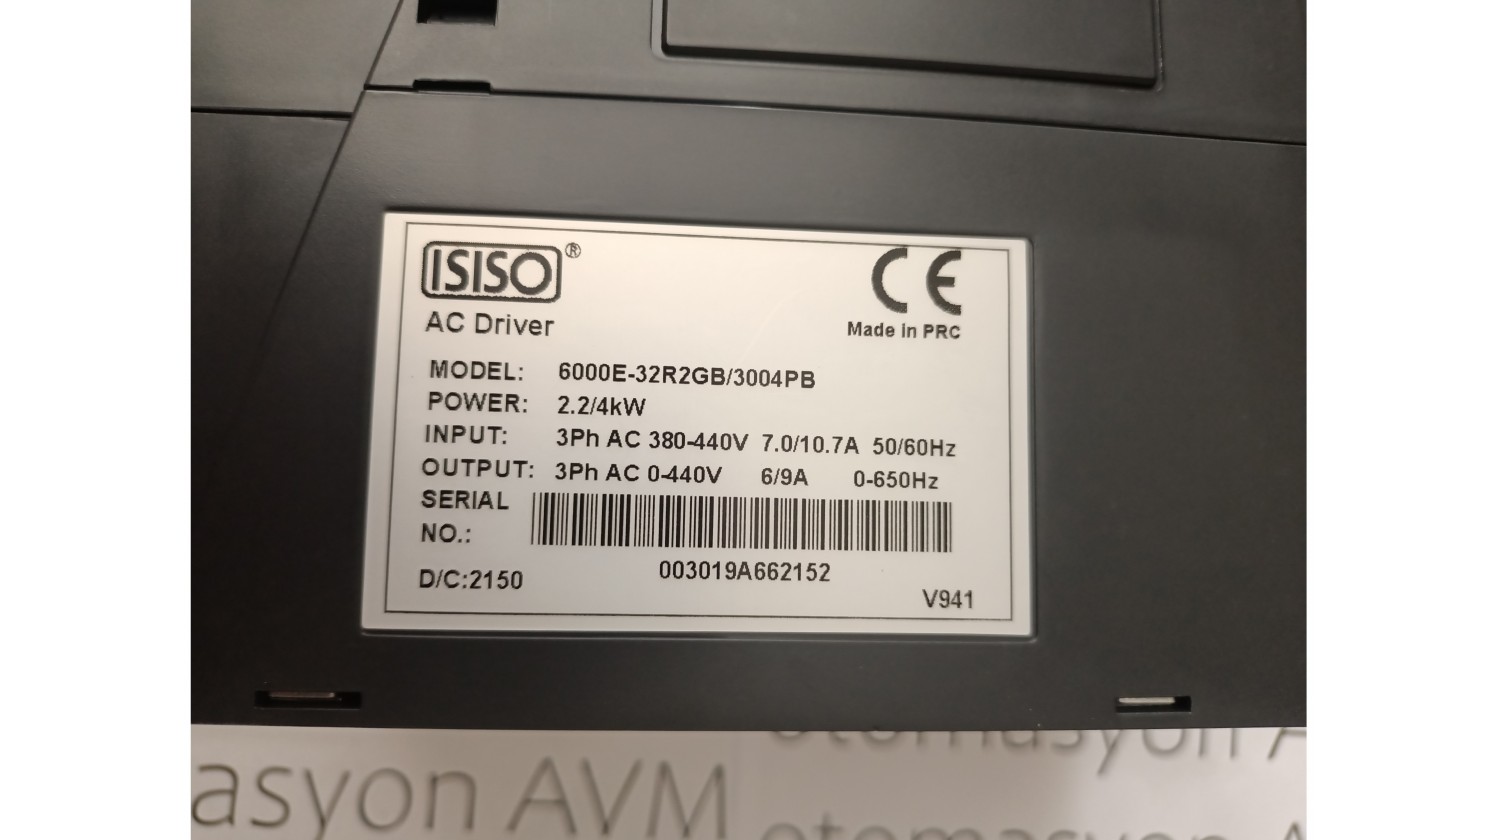 ISISO®
AC Driver
CE
Made in PRC
MODEL: 6000E-32R2GB/3004PB
POWER: 2.2/4kW
INPUT: 3Ph AC 380-440V 7.0/10.7A 50/60Hz
OUTPUT: 3Ph AC 0-440V 6/9A 0-650Hz
SERIAL
NO.:
003019A662152
D/C:2150
V941
otomasyon A
asyon AVM
otomasyon A